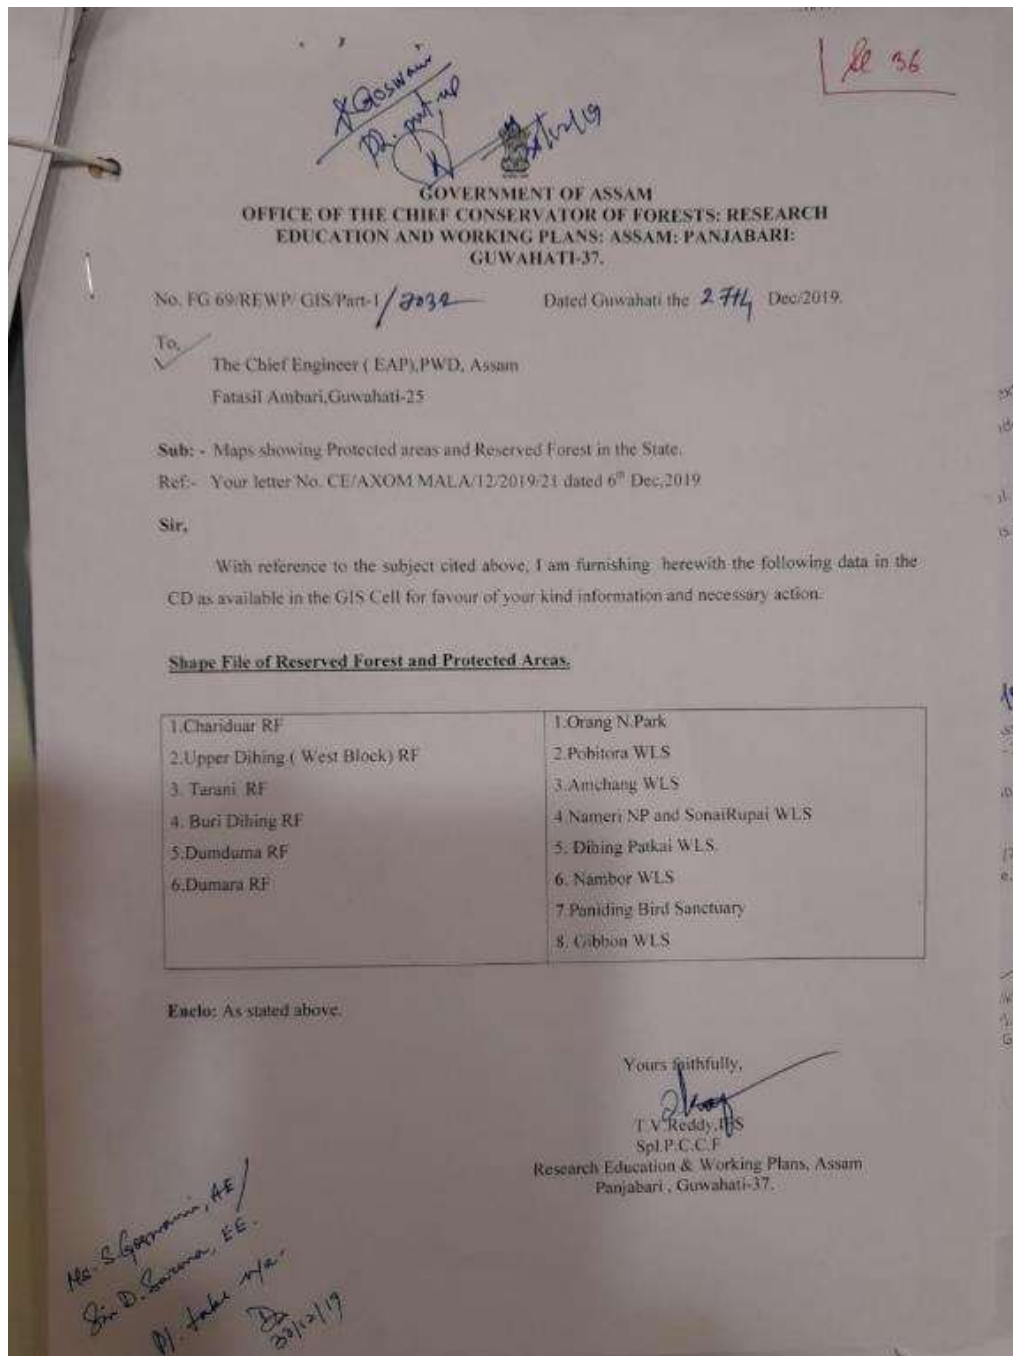 Sl 36
S Goswami
Pl. put up
30/12/19
GOVERNMENT OF ASSAM
OFFICE OF THE CHIEF CONSERVATOR OF FORESTS: RESEARCH
EDUCATION AND WORKING PLANS: ASSAM: PANJABARI:
GUWAHATI-37.
No. FG 69/REWP/ GIS/Part-1/2032 Dated Guwahati the 27th Dec/2019.
To,
The Chief Engineer ( EAP),PWD, Assam
Fatasil Ambari,Guwahati-25
Sub: - Maps showing Protected areas and Reserved Forest in the State.
Ref:- Your letter No. CE/AXOM MALA/12/2019/21 dated 6th Dec,2019
Sir,
With reference to the subject cited above, I am furnishing herewith the following data in the
CD as available in the GIS Cell for favour of your kind information and necessary action.
Shape File of Reserved Forest and Protected Areas.
1.Chariduar RF
2.Upper Dihing ( West Block) RF
3. Tarani RF
4. Buri Dihing RF
5.Dumduma RF
6.Dumara RF
1.Orang N.Park
2.Pobitora WLS
3.Amchang WLS
4.Nameri NP and SonaiRupai WLS
5. Dihing Patkai WLS.
6. Nambor WLS
7.Paniding Bird Sanctuary
8. Gibbon WLS
Enclo: As stated above.
Yours faithfully,
T.V.Reddy,IFS
Spl.P.C.C.F
Research Education & Working Plans, Assam
Panjabari , Guwahati-37.
Ms. S. Goswami, AE/
Sri D. Sarma, EE.
Pl. take n/a.
30/12/19